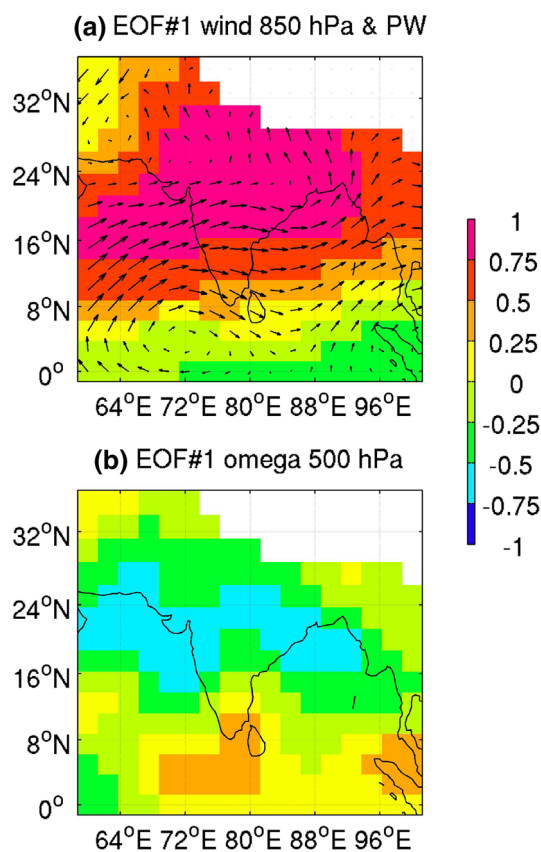 (a) EOF#1 wind 850 hPa & PW
32°N
24°N
16°N
8°N
0°
64°E 72°E 80°E 88°E 96°E
1
0.75
0.5
0.25
0
-0.25
-0.5
-0.75
-1
(b) EOF#1 omega 500 hPa
32°N
24°N
16°N
8°N
0°
64°E 72°E 80°E 88°E 96°E